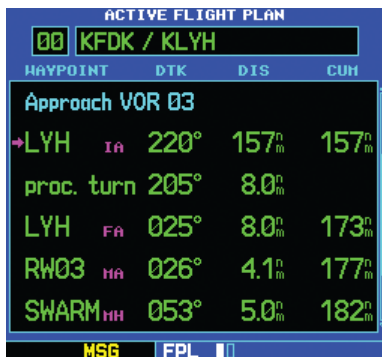 ACTIVE FLIGHT PLAN
00 KFDK / KLYH
WAYPOINT DTK DIS CUM
Approach VOR 03
→LYH IA 220° 157nm 157nm
proc. turn 205° 8.0nm
LYH FA 025° 8.0nm 173nm
RW03 MA 026° 4.1nm 177nm
SWARM MH 053° 5.0nm 182nm
MSG FPL